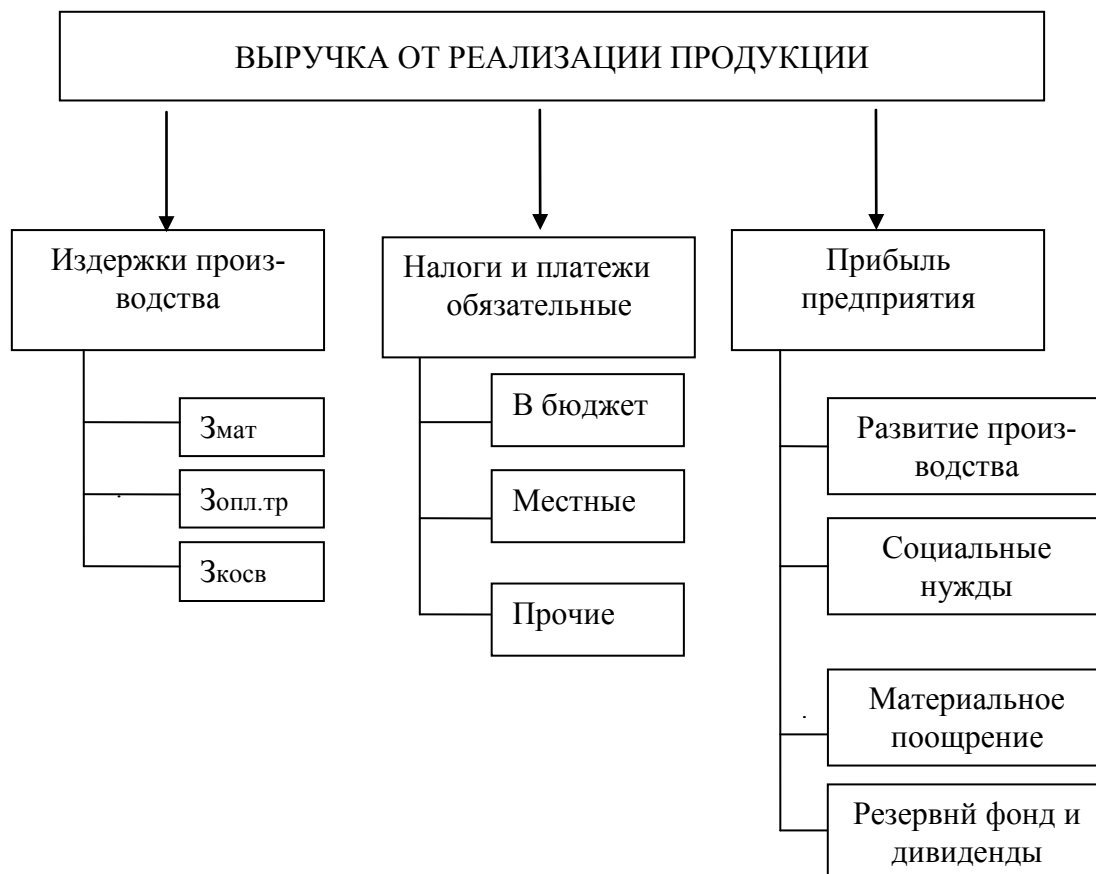 ВЫРУЧКА ОТ РЕАЛИЗАЦИИ ПРОДУКЦИИ
Издержки произ-
водства
Змат
Зопл.тр
Зкосв
Налоги и платежи
обязательные
В бюджет
Местные
Прочие
Прибыль
предприятия
Развитие произ-
водства
Социальные
нужды
Материальное
поощрение
Резервнй фонд и
дивиденды